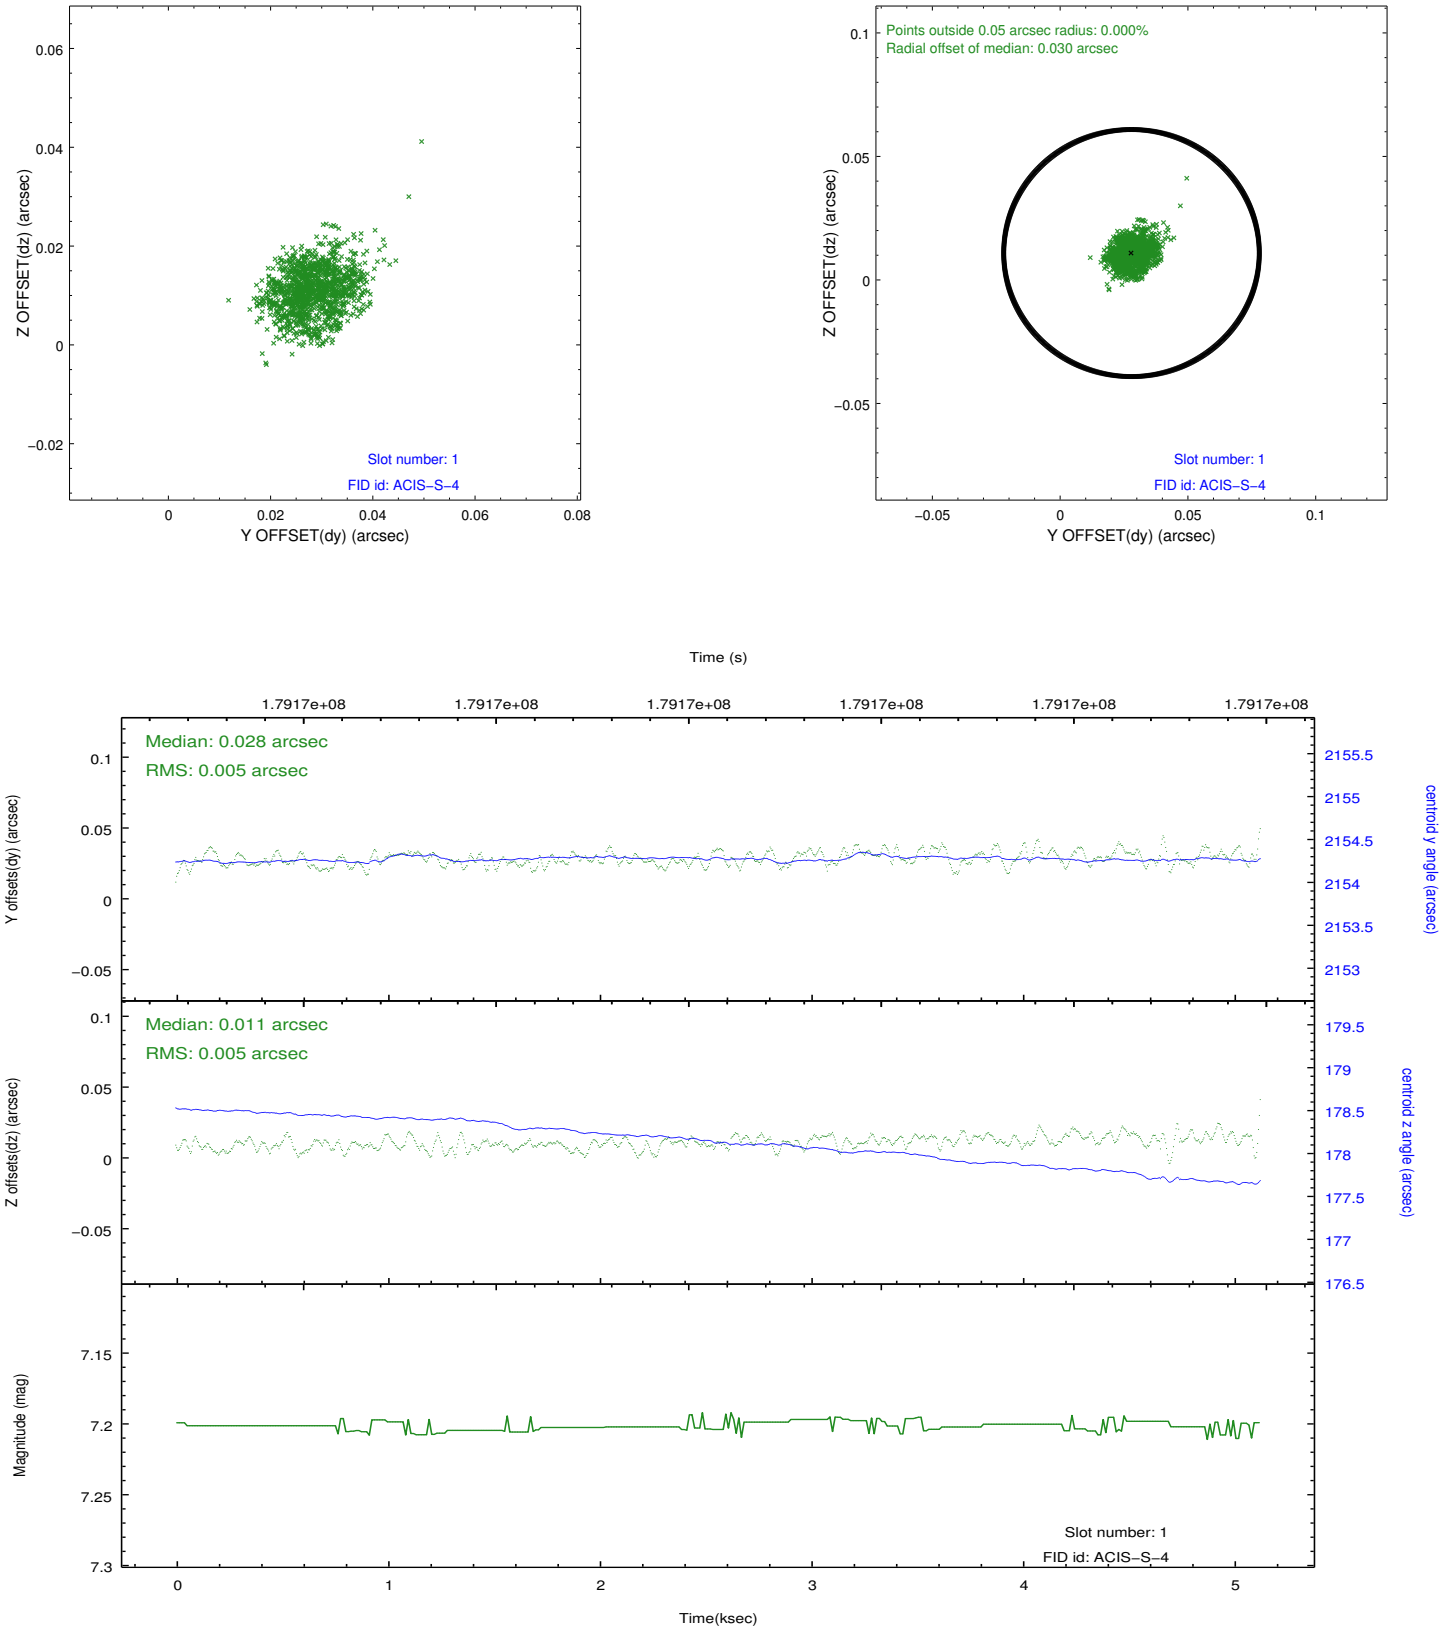 0.06
0.04
0.02
0
−0.02
Z OFFSET(dz) (arcsec)
Slot number: 1
FID id: ACIS−S−4
0 0.02 0.04 0.06 0.08
Y OFFSET(dy) (arcsec)
Points outside 0.05 arcsec radius: 0.000%
Radial offset of median: 0.030 arcsec
0.1
0.05
0
−0.05
Z OFFSET(dz) (arcsec)
Slot number: 1
FID id: ACIS−S−4
−0.05 0 0.05 0.1
Y OFFSET(dy) (arcsec)
Time (s)
1.7917e+08 1.7917e+08 1.7917e+08 1.7917e+08 1.7917e+08 1.7917e+08
Median: 0.028 arcsec
RMS: 0.005 arcsec
0.1
0.05
0
−0.05
Y offsets(dy) (arcsec)
2155.5
2155
2154.5
2154
2153.5
2153
centroid y angle (arcsec)
Median: 0.011 arcsec
RMS: 0.005 arcsec
0.1
0.05
0
−0.05
Z offsets(dz) (arcsec)
179.5
179
178.5
178
177.5
177
176.5
centroid z angle (arcsec)
7.15
7.2
7.25
7.3
Magnitude (mag)
Slot number: 1
FID id: ACIS−S−4
0 1 2 3 4 5
Time(ksec)